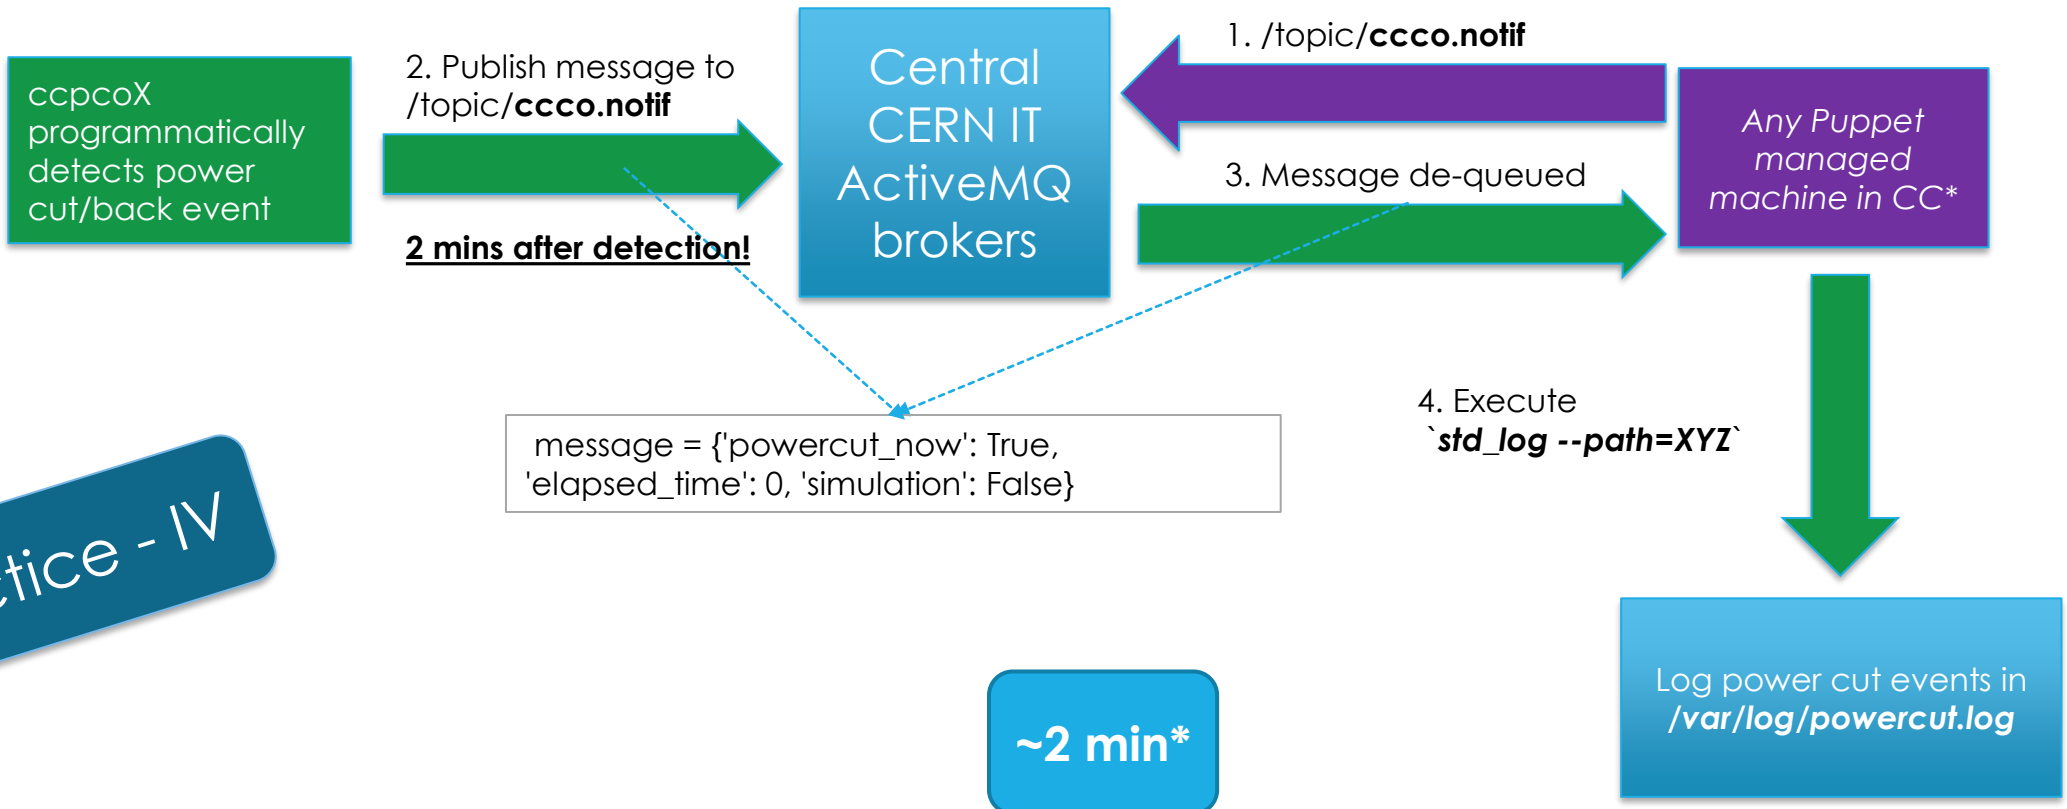 ccpcoX
programmatically
detects power
cut/back event
2. Publish message to
/topic/ccco.notif
2 mins after detection!
Central
CERN IT
ActiveMQ
brokers
1. /topic/ccco.notif
3. Message de-queued
Any Puppet
managed
machine in CC*
message = {'powercut_now': True,
'elapsed_time': 0, 'simulation': False}
4. Execute
`std_log --path=XYZ`
ctice - IV
~2 min*
Log power cut events in
/var/log/powercut.log